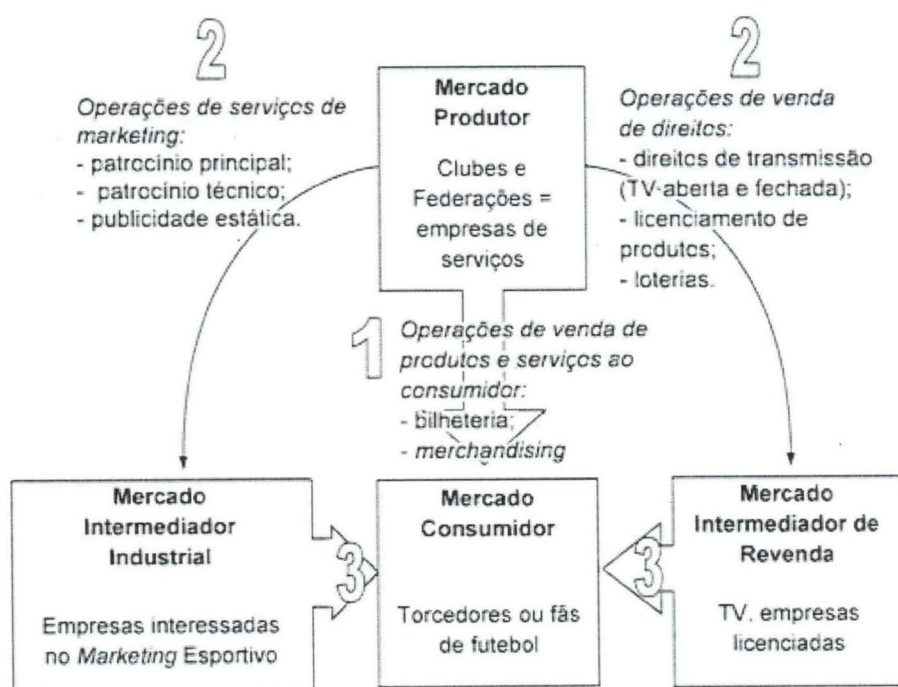 2
Operações de serviços de
marketing:
- patrocínio principal;
- patrocínio técnico;
- publicidade estática.
Mercado
Produtor
Clubes e
Federações =
empresas de
serviços
2
Operações de venda
de direitos:
- direitos de transmissão
(TV-aberta e fechada);
- licenciamento de
produtos;
- loterias.
1
Operações de venda de
produtos e serviços ao
consumidor:
- bilheteria;
- merchandising
Mercado
Intermediador
Industrial
Empresas interessadas
no Marketing Esportivo
3
Mercado
Consumidor
Torcedores ou fãs
de futebol
3
Mercado
Intermediador de
Revenda
TV, empresas
licenciadas